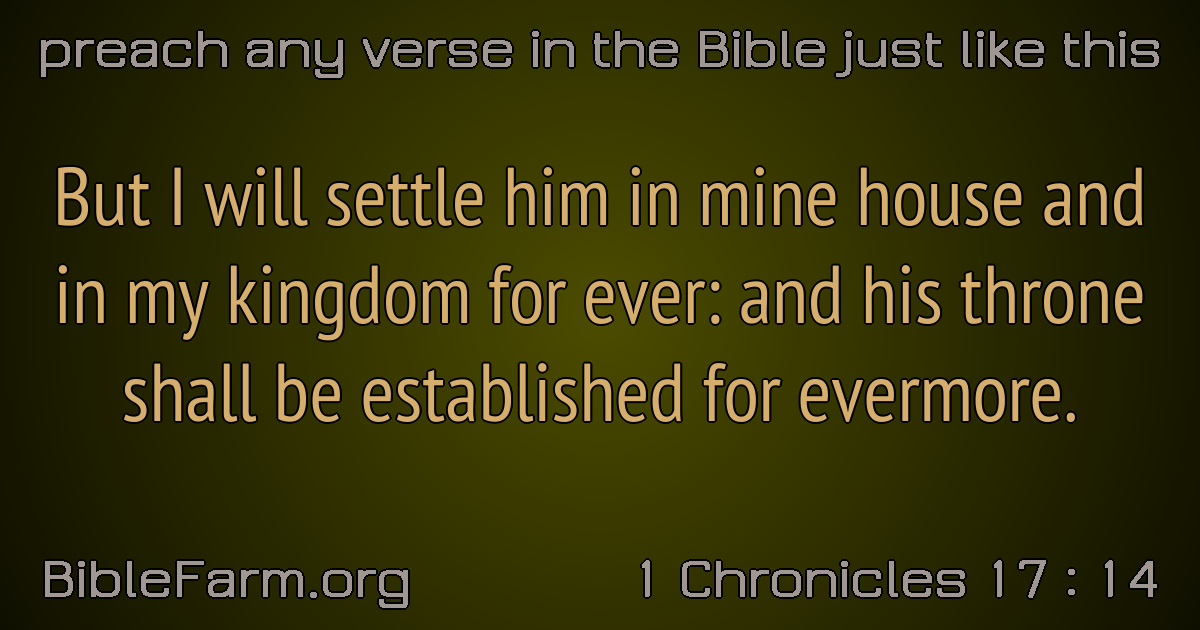 preach any verse in the Bible just like this
But I will settle him in mine house and
in my kingdom for ever: and his throne
shall be established for evermore.
BibleFarm.org
1 Chronicles 17 : 14